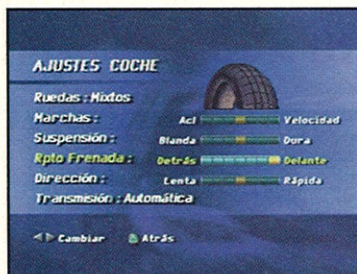 AJUSTES COCHE
Ruedas : Mixtos
Marchas : Acl Velocidad
Suspensión : Blanda Dura
Rpto Frenada : Detrás Delante
Dirección : Lenta Rápida
Transmisión : Automática
Cambiar Atrás